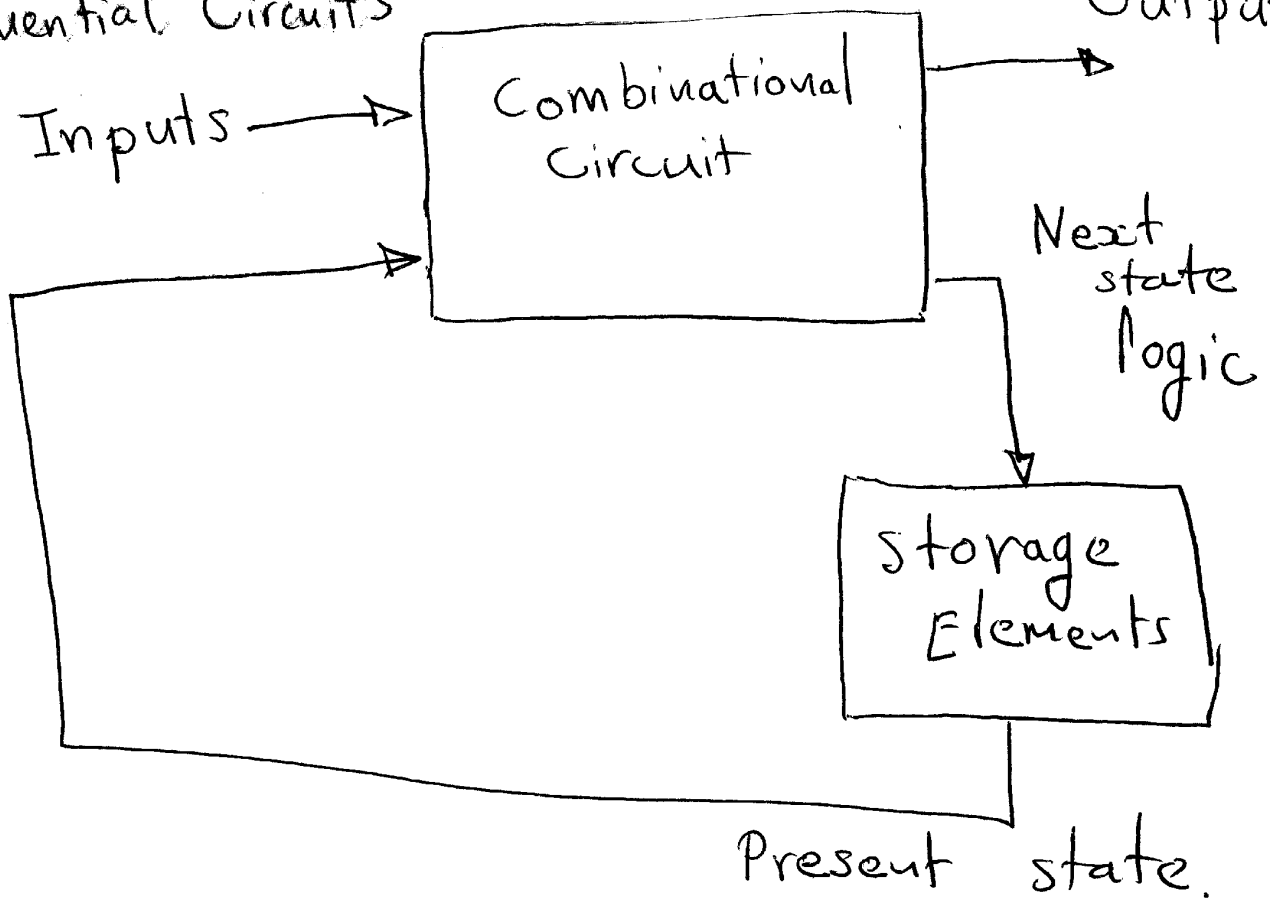 uential Circuits
Outpu
Inputs
Combinational
Circuit
Next
state
logic
Storage
Elements
Present state.